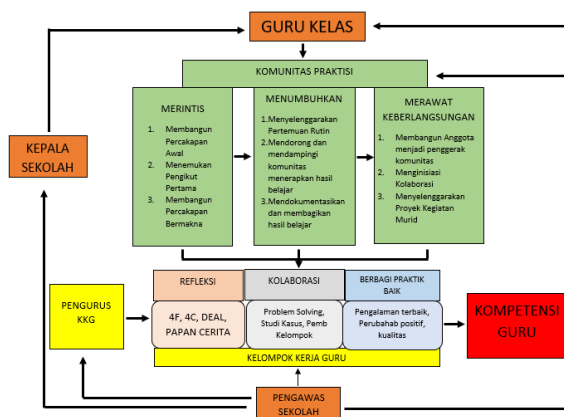 GURU KELAS
KOMUNITAS PRAKTISI
MERINTIS
1. Membangun
Percakapan
Awal
2. Menemukan
Pengikut
Pertama
3. Membangun
Percakapan
Bermakna
MENUMBUHKAN
1.Menyelenggarakan
Pertemuan Rutin
2.Mendorong dan
mendampingi
komunitas
menerapkan hasil
belajar
3.Mendokumentasikan
dan membagikan
hasil belajar
MERAWAT
KEBERLANGSUNGAN
1. Membangun Anggota
menjadi penggerak
komunitas
2. Menginisiasi
Kolaborasi
3. Menyelenggarakan
Proyek Kegiatan
Murid
KEPALA
SEKOLAH
REFLEKSI
KOLABORASI
BERBAGI PRAKTIK
BAIK
PENGURUS
KKG
4F, 4C, DEAL,
PAPAN CERITA
Problem Solving,
Studi Kasus, Pemb
Kelompok
Pengalaman terbaik,
Perubahab positif,
kualitas
KOMPETENSI
GURU
KELOMPOK KERJA GURU
PENGAWAS
SEKOLAH